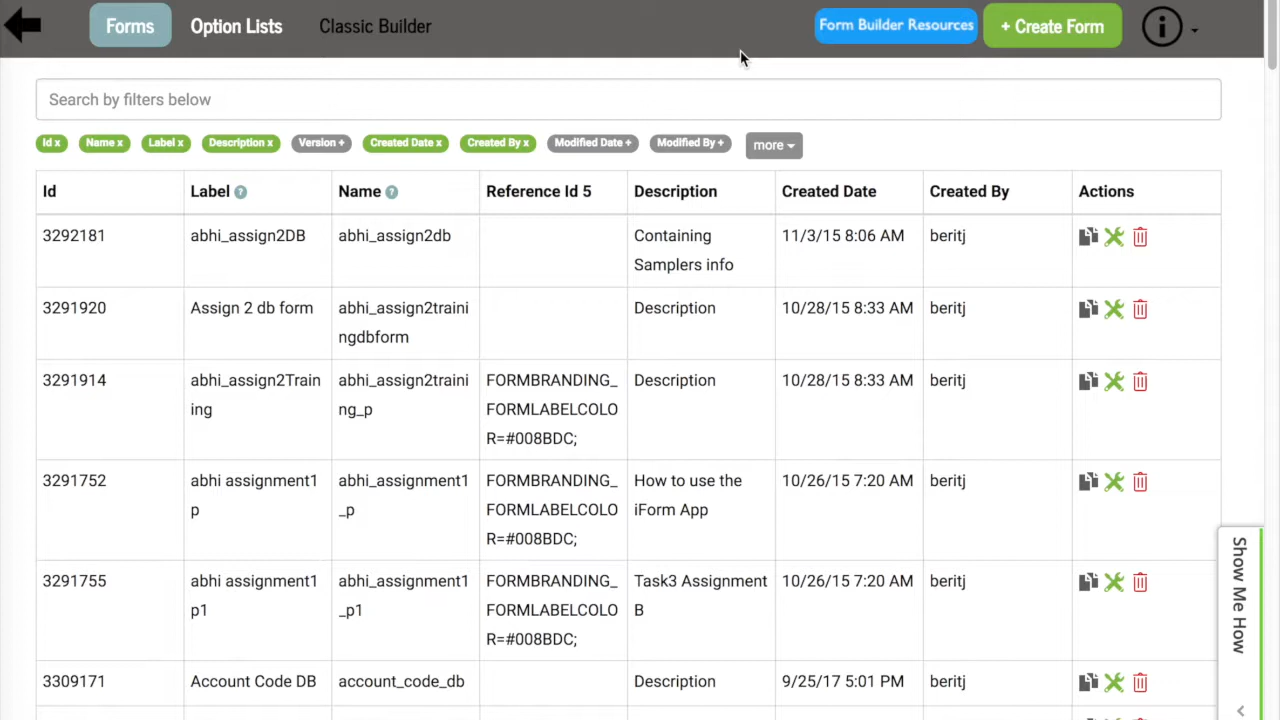 Forms Option Lists Classic Builder Form Builder Resources + Create Form
Search by filters below
Id x Name x Label x Description x Version + Created Date x Created By x Modified Date + Modified By + more
Id Label ? Name ? Reference Id 5 Description Created Date Created By Actions
3292181 abhi_assign2DB abhi_assign2db Containing 11/3/15 8:06 AM beritj
Samplers info
3291920 Assign 2 db form abhi_assign2traini Description 10/28/15 8:33 AM beritj
ngdbform
3291914 abhi_assign2Train abhi_assign2traini FORMBRANDING_ Description 10/28/15 8:33 AM beritj
ing ng_p FORMLABELCOLO
R=#008BDC;
3291752 abhi assignment1 abhi_assignment1 FORMBRANDING_ How to use the 10/26/15 7:20 AM beritj
p _p FORMLABELCOLO iForm App
R=#008BDC;
3291755 abhi assignment1 abhi_assignment1 FORMBRANDING_ Task3 Assignment 10/26/15 7:20 AM beritj
p1 _p1 FORMLABELCOLO B
R=#008BDC;
3309171 Account Code DB account_code_db Description 9/25/17 5:01 PM beritj
Show Me How